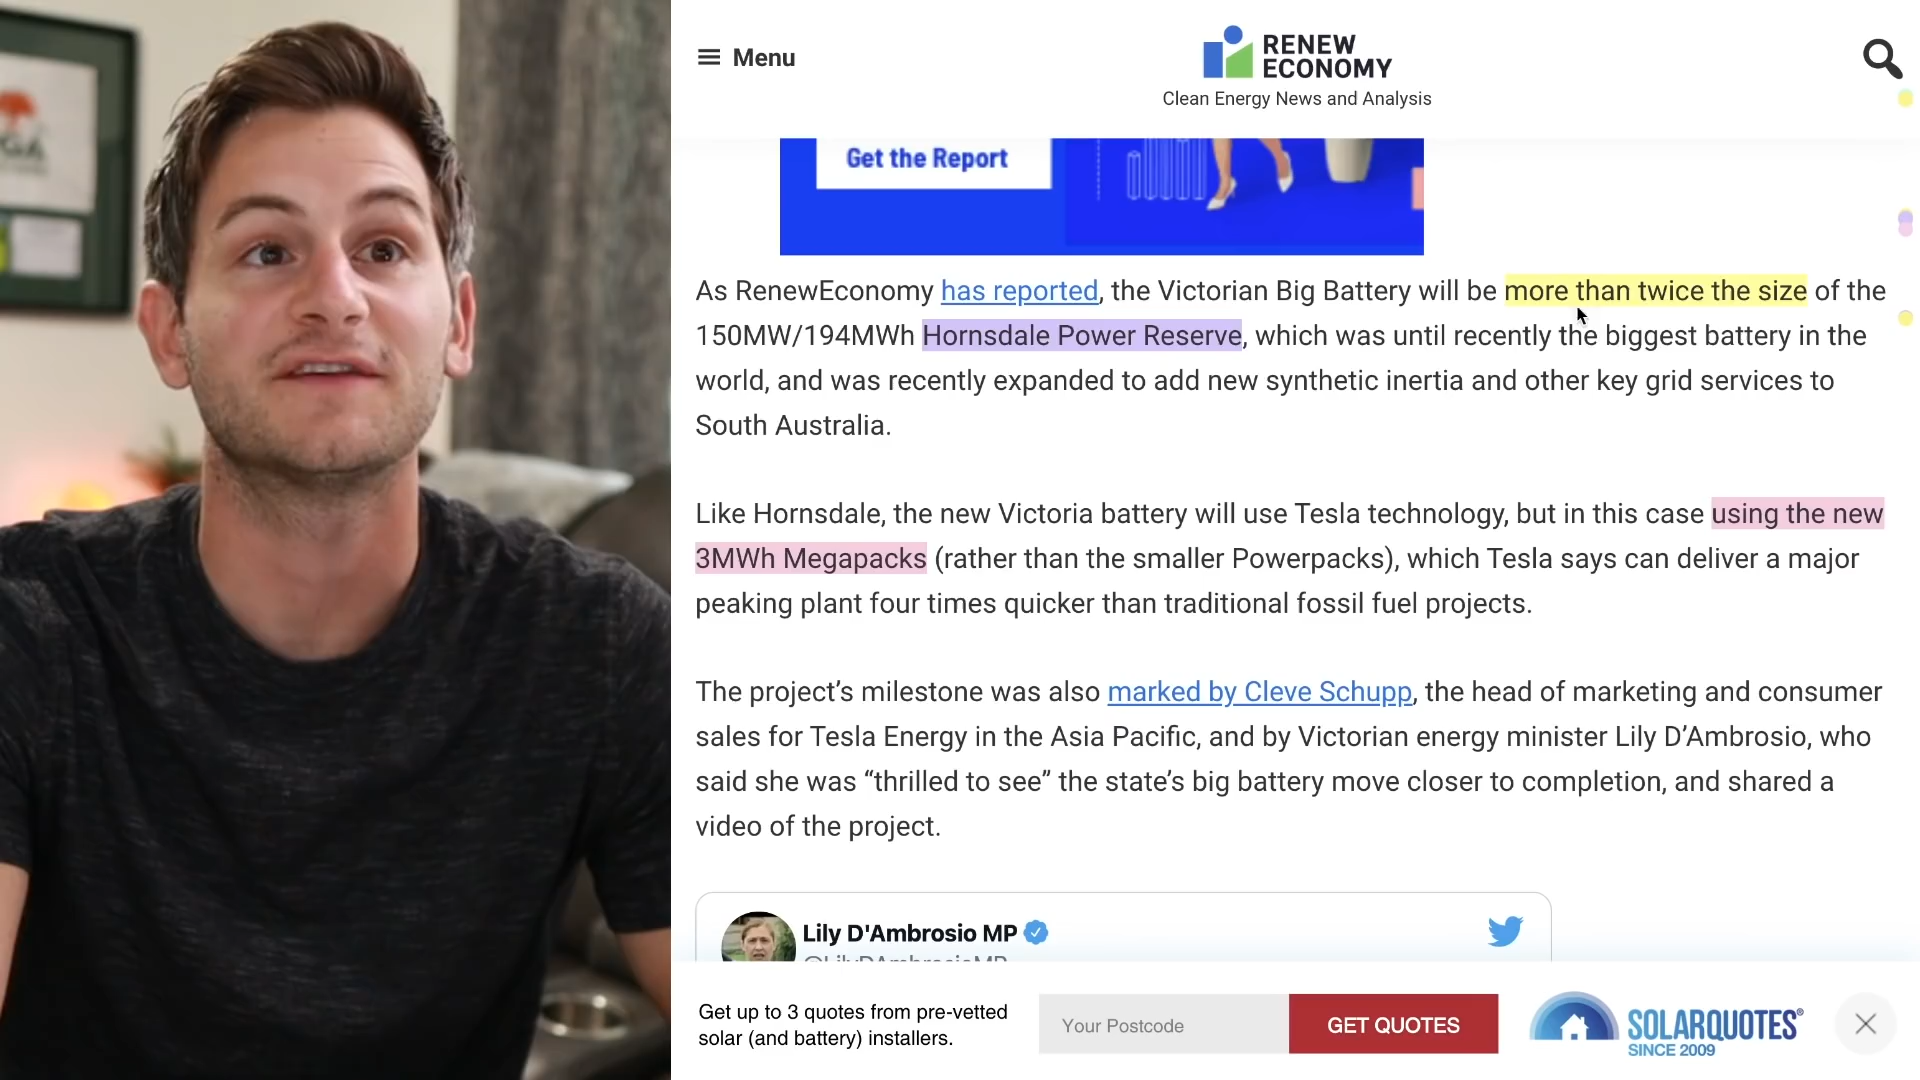 GA
Menu
RENEW
ECONOMY
Clean Energy News and Analysis
Get the Report
As RenewEconomy has reported, the Victorian Big Battery will be more than twice the size of the
150MW/194MWh Hornsdale Power Reserve, which was until recently the biggest battery in the
world, and was recently expanded to add new synthetic inertia and other key grid services to
South Australia.
Like Hornsdale, the new Victoria battery will use Tesla technology, but in this case using the new
3MWh Megapacks (rather than the smaller Powerpacks), which Tesla says can deliver a major
peaking plant four times quicker than traditional fossil fuel projects.
The project’s milestone was also marked by Cleve Schupp, the head of marketing and consumer
sales for Tesla Energy in the Asia Pacific, and by Victorian energy minister Lily D’Ambrosio, who
said she was “thrilled to see” the state’s big battery move closer to completion, and shared a
video of the project.
Lily D'Ambrosio MP
@LilyDAmbrosioMP
Get up to 3 quotes from pre-vetted
solar (and battery) installers.
Your Postcode
GET QUOTES
SOLARQUOTES®
SINCE 2009